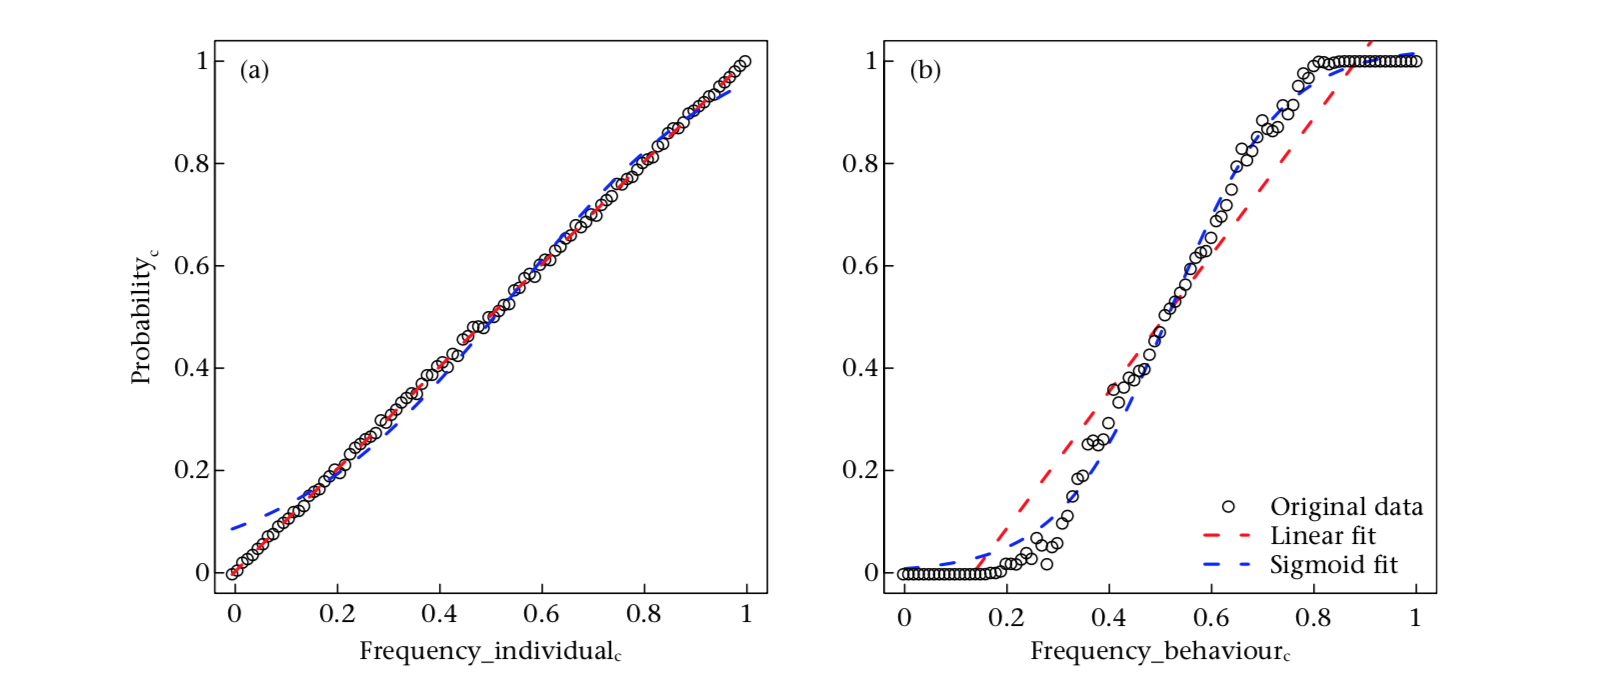 (a)
1
0.8
0.6
0.4
0.2
0
Probability_c
0 0.2 0.4 0.6 0.8 1
Frequency_individual_c
(b)
1
0.8
0.6
0.4
0.2
0
Original data
Linear fit
Sigmoid fit
0 0.2 0.4 0.6 0.8 1
Frequency_behaviour_c